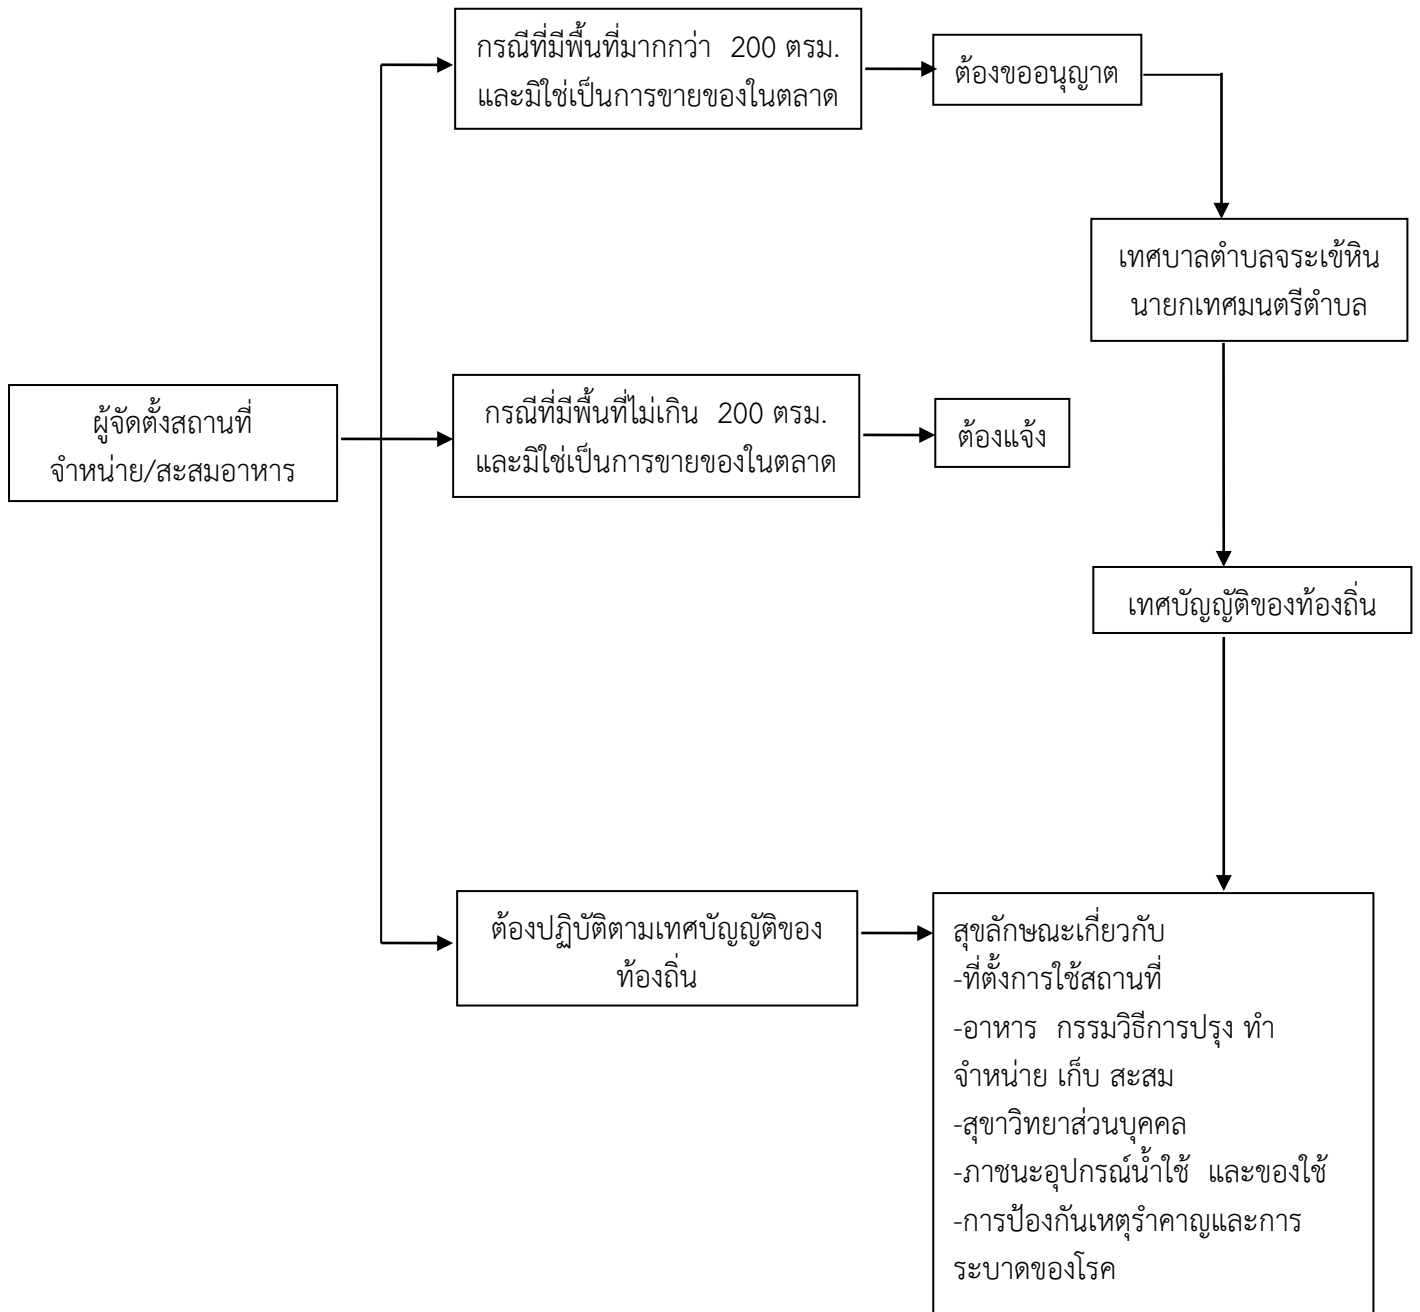 กรณีที่มีพื้นที่มากกว่า 200 ตรม.
และมิใช่เป็นการขายของในตลาด
ต้องขออนุญาต
เทศบาลตำบลจระเข้หิน
นายกเทศมนตรีตำบล
ผู้จัดตั้งสถานที่
จำหน่าย/สะสมอาหาร
กรณีที่มีพื้นที่ไม่เกิน 200 ตรม.
และมิใช่เป็นการขายของในตลาด
ต้องแจ้ง
เทศบัญญัติของท้องถิ่น
ต้องปฏิบัติตามเทศบัญญัติของ
ท้องถิ่น
สุขลักษณะเกี่ยวกับ
-ที่ตั้งการใช้สถานที่
-อาหาร กรรมวิธีการปรุง ทำ
จำหน่าย เก็บ สะสม
-สุขาวิทยาส่วนบุคคล
-ภาชนะอุปกรณ์น้ำใช้ และของใช้
-การป้องกันเหตุรำคาญและการ
ระบาดของโรค